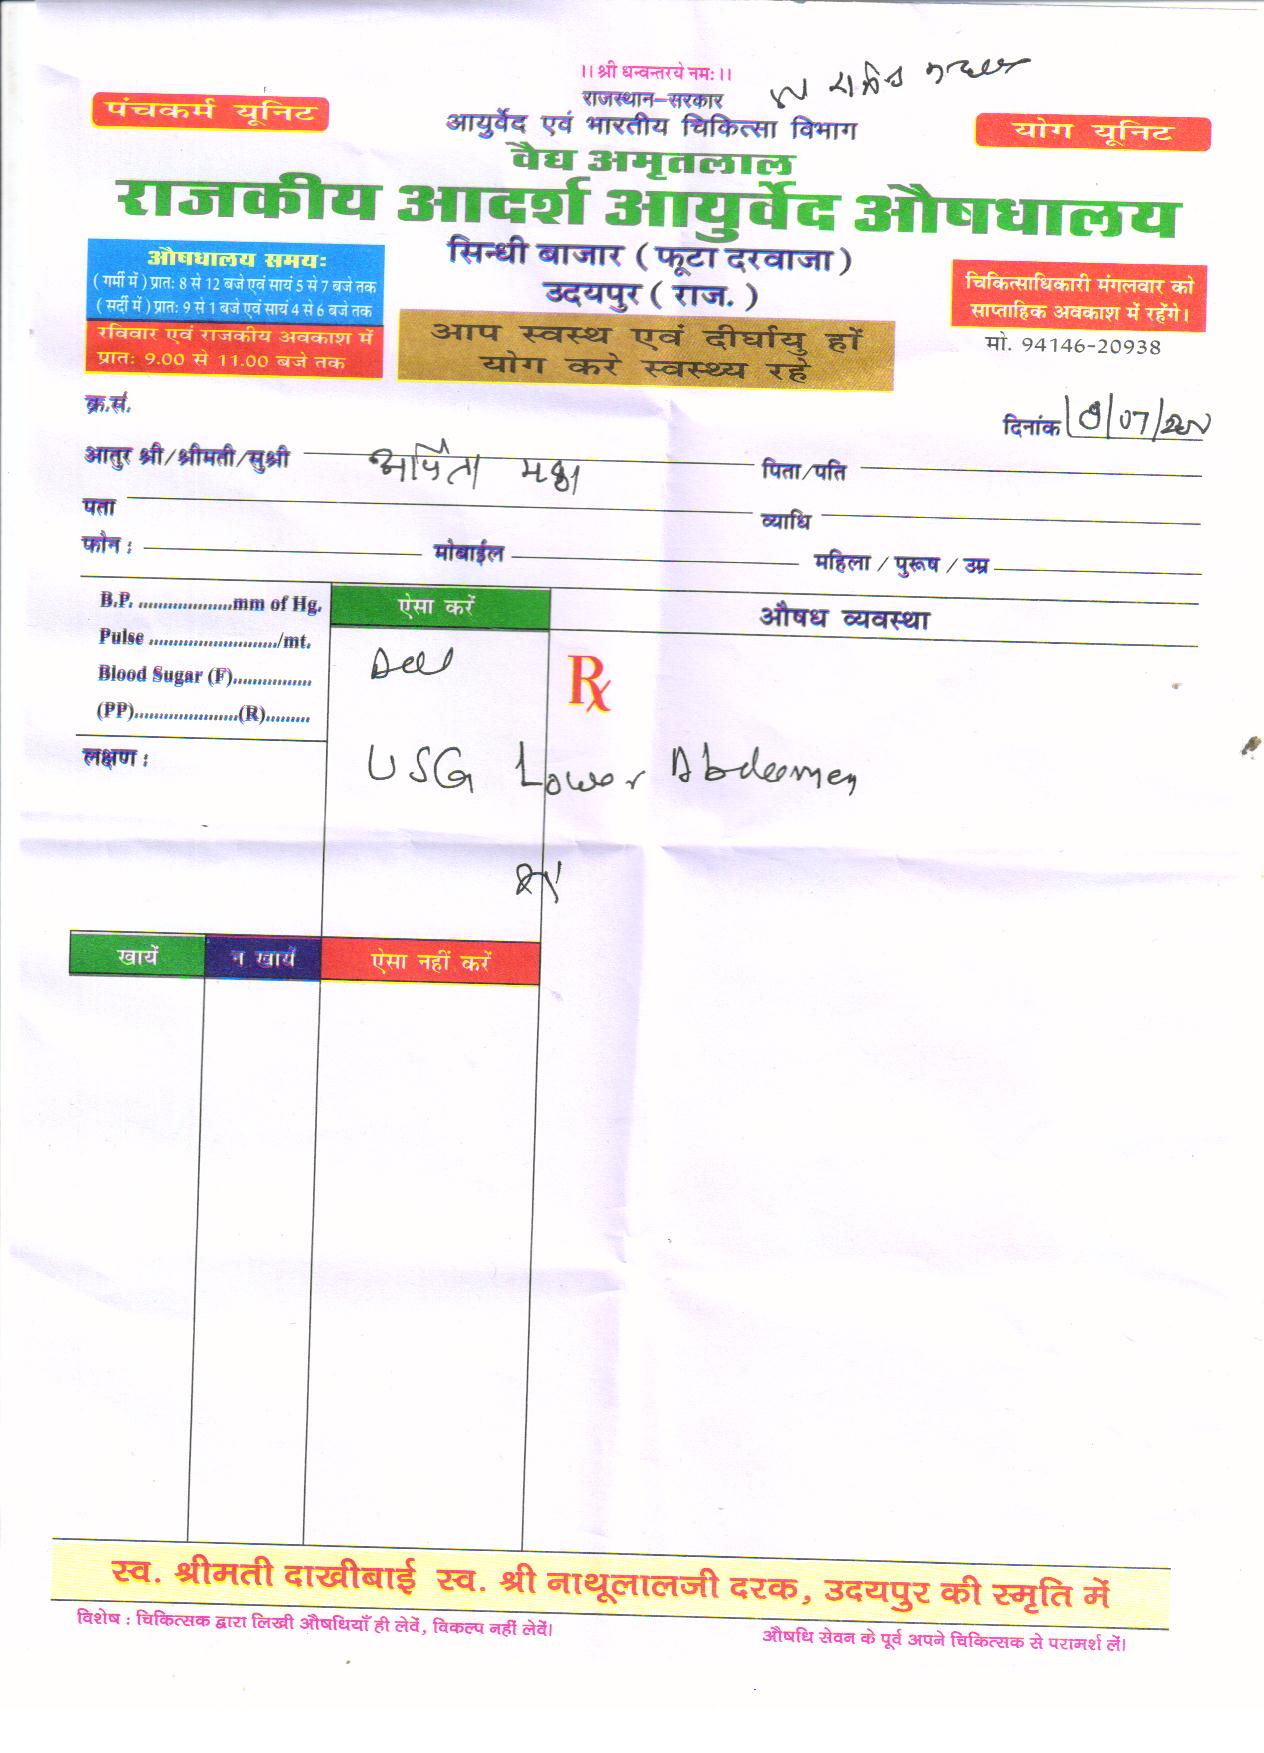 ।। श्री धन्वन्तरये नमः ।।
राजस्थान-सरकार
पंचकर्म यूनिट
आयुर्वेद एवं भारतीय चिकित्सा विभाग
योग यूनिट
वैद्य अमृतलाल
राजकीय आदर्श आयुर्वेद औषधालय
सिन्धी बाजार ( फूटा दरवाजा )
उदयपुर ( राज. )
औषधालय समयः
( गर्मी में ) प्रातः 8 से 12 बजे एवं सायं 5 से 7 बजे तक
( सर्दी में ) प्रातः 9 से 1 बजे एवं सायं 4 से 6 बजे तक
रविवार एवं राजकीय अवकाश में
प्रातः 9.00 से 11.00 बजे तक
आप स्वस्थ एवं दीर्घायु हों
योग करे स्वस्थ्य रहे
चिकित्साधिकारी मंगलवार को
साप्ताहिक अवकाश में रहेंगे।
मो. 94146-20938
क्र.सं.
दिनांक
आतुर श्री/श्रीमती/सुश्री अर्पिता पिता/पति
पता व्याधि
फौन : मोबाईल महिला / पुरूष / उम्र
B.P. ...................mm of Hg.
Pulse ........................../mt.
Blood Sugar (F)................
(PP).....................(R).........
लक्षण :
ऐसा करें
औषध व्यवस्था
Rx
USG Lower Abdeomen
खायें न खायें ऐसा नहीं करें
स्व. श्रीमती दाखीबाई स्व. श्री नाथूलालजी दरक, उदयपुर की स्मृति में
विशेष : चिकित्सक द्वारा लिखी औषधियाँ ही लेवें, विकल्प नहीं लेवें।
औषधि सेवन के पूर्व अपने चिकित्सक से परामर्श लें।